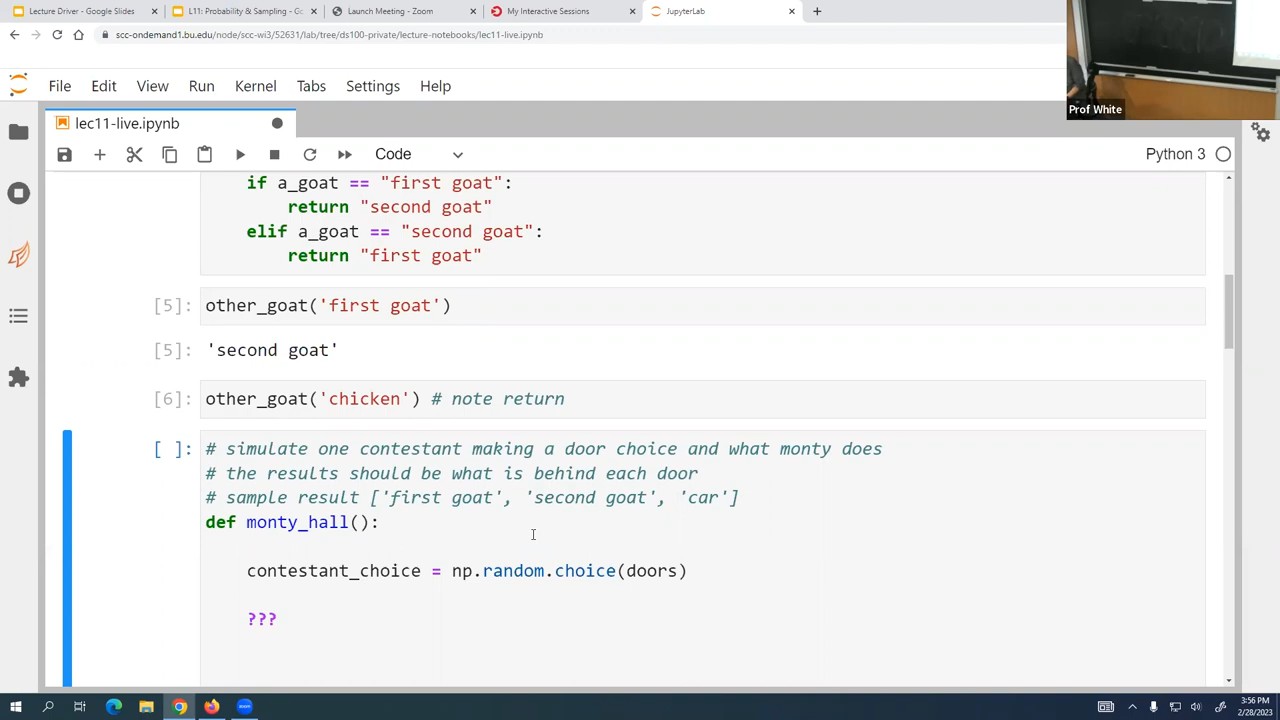 Lecture Driver - Google Slides
L11: Probability & Sampling - Go
Launch Meeting - Zoom
My Interactive Sessions
JupyterLab
scc-ondemand1.bu.edu/node/scc-wi3/52631/lab/tree/ds100-private/lecture-notebooks/lec11-live.ipynb
Prof White
File Edit View Run Kernel Tabs Settings Help
lec11-live.ipynb
Code
Python 3
if a_goat == "first goat":
return "second goat"
elif a_goat == "second goat":
return "first goat"
[5]: other_goat('first goat')
[5]: 'second goat'
[6]: other_goat('chicken') # note return
[ ]: # simulate one contestant making a door choice and what monty does
# the results should be what is behind each door
# sample result ['first goat', 'second goat', 'car']
def monty_hall():
contestant_choice = np.random.choice(doors)
???
3:56 PM
2/28/2023